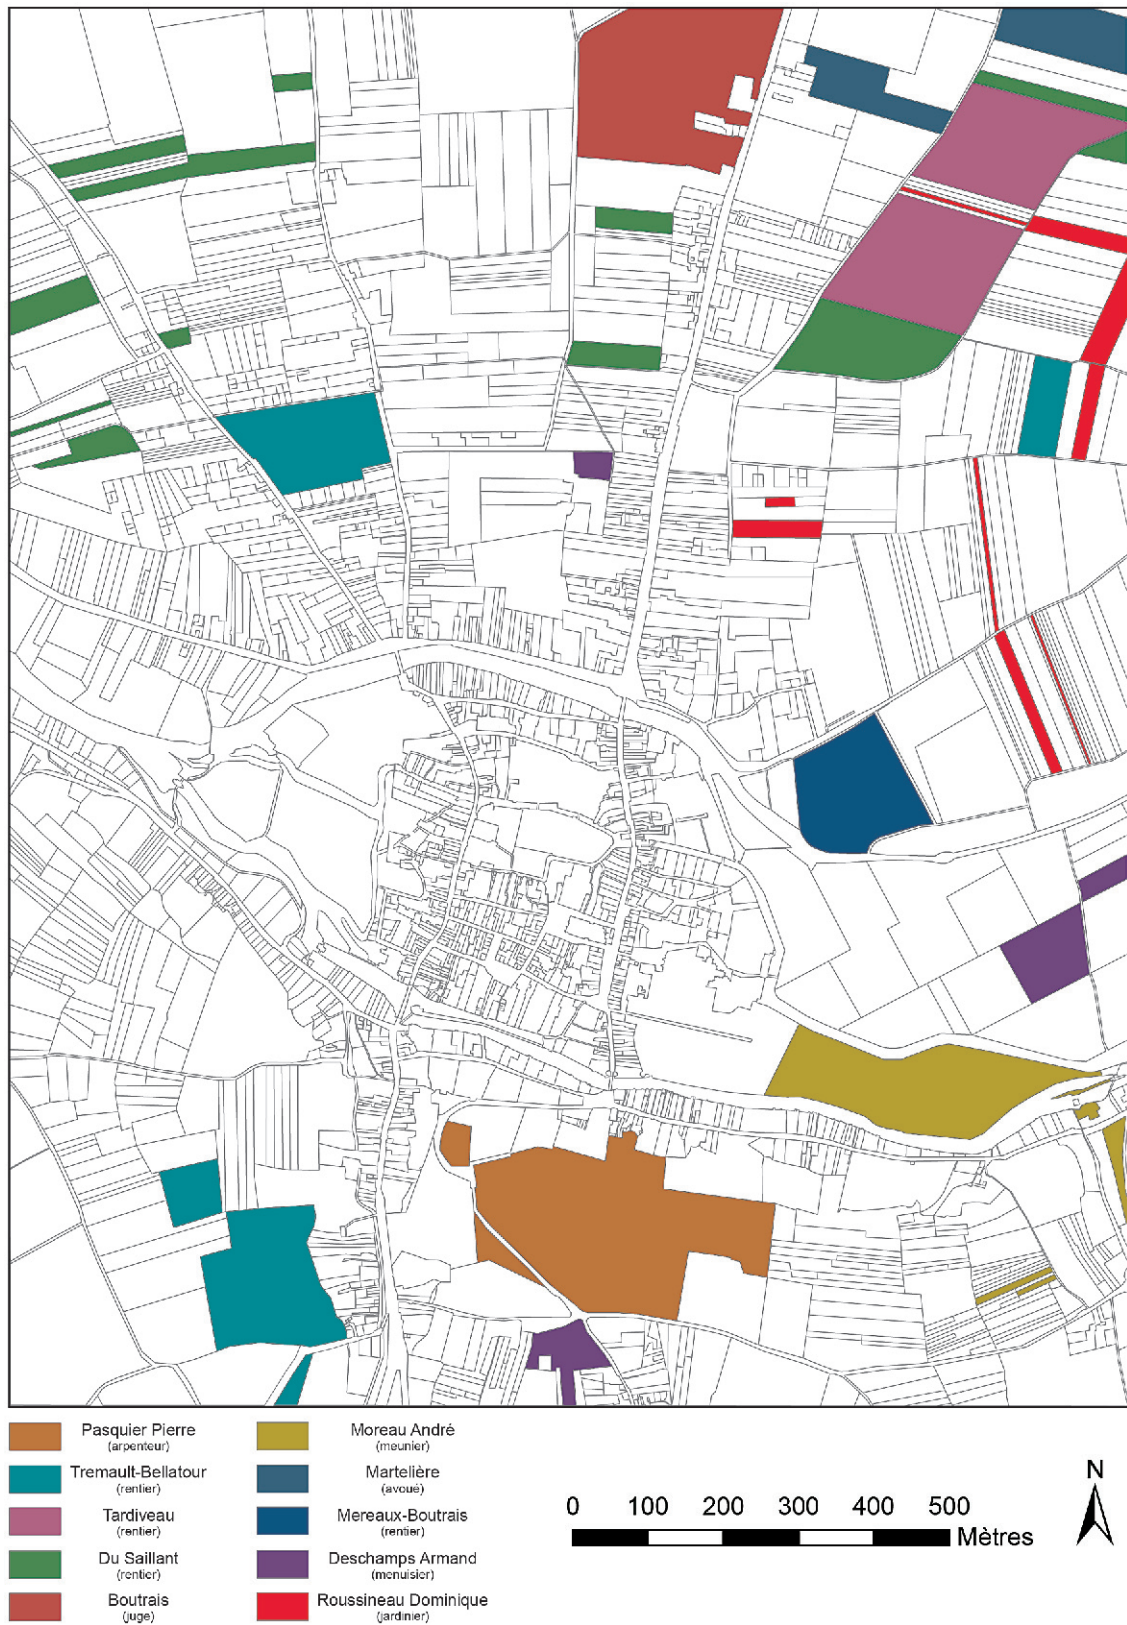 Pasquier Pierre
(arpenteur)
Tremault-Bellatour
(rentier)
Tardiveau
(rentier)
Du Saillant
(rentier)
Boutrais
(juge)
Moreau André
(meunier)
Martelière
(avoué)
Mereaux-Boutrais
(rentier)
Deschamps Armand
(menuisier)
Roussineau Dominique
(jardinier)
0 100 200 300 400 500
Mètres
N